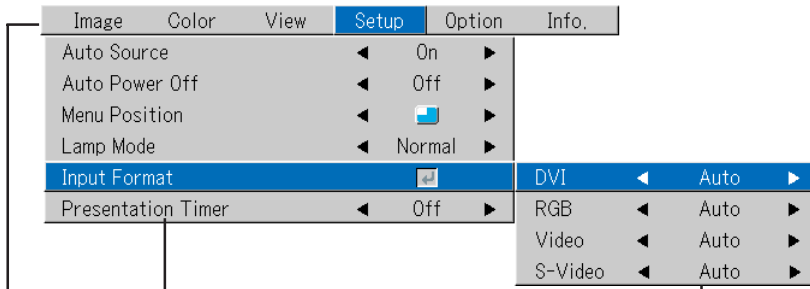 Image Color View Setup Option Info.
Auto Source On
Auto Power Off Off
Menu Position
Lamp Mode Normal
Input Format DVI Auto
Presentation Timer Off RGB Auto
Video Auto
S-Video Auto